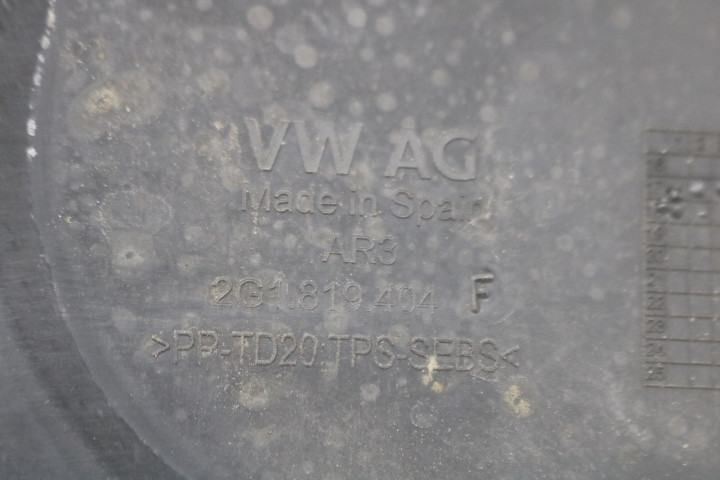 VW AG
Made in Spain
AR3
2G1.819.404 F
>PP-TD20:TPS-SEBS<